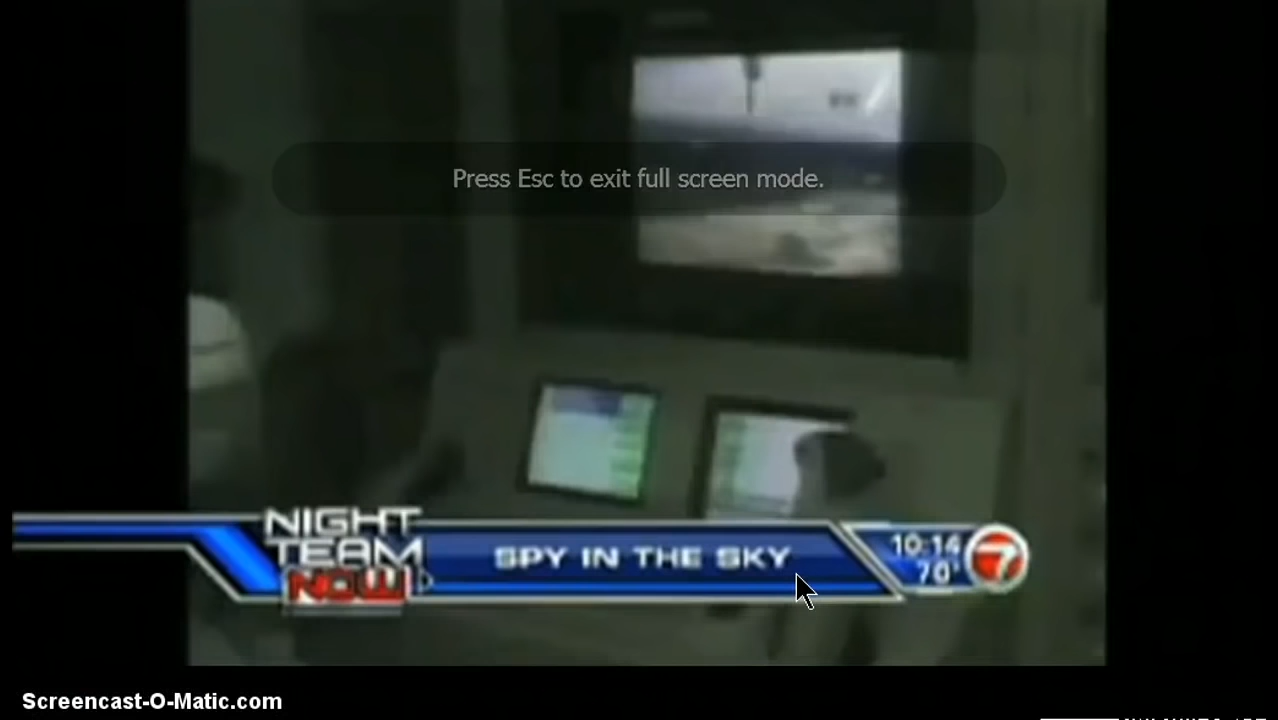 Press Esc to exit full screen mode.
NIGHT
TEAM
NOW
SPY IN THE SKY
10:14
70°
7
Screencast-O-Matic.com